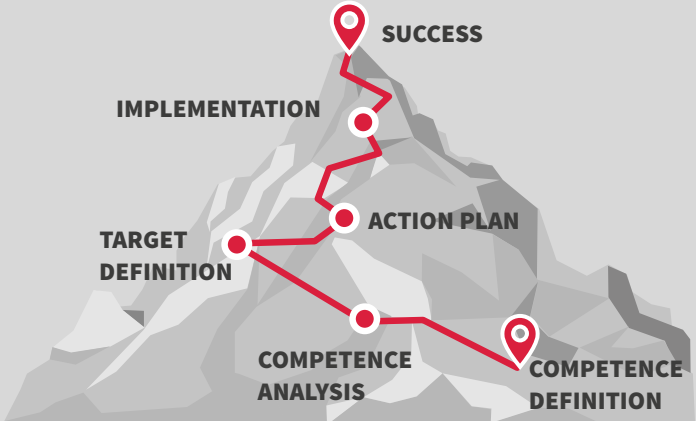 SUCCESS
IMPLEMENTATION
ACTION PLAN
TARGET
DEFINITION
COMPETENCE
ANALYSIS
COMPETENCE
DEFINITION